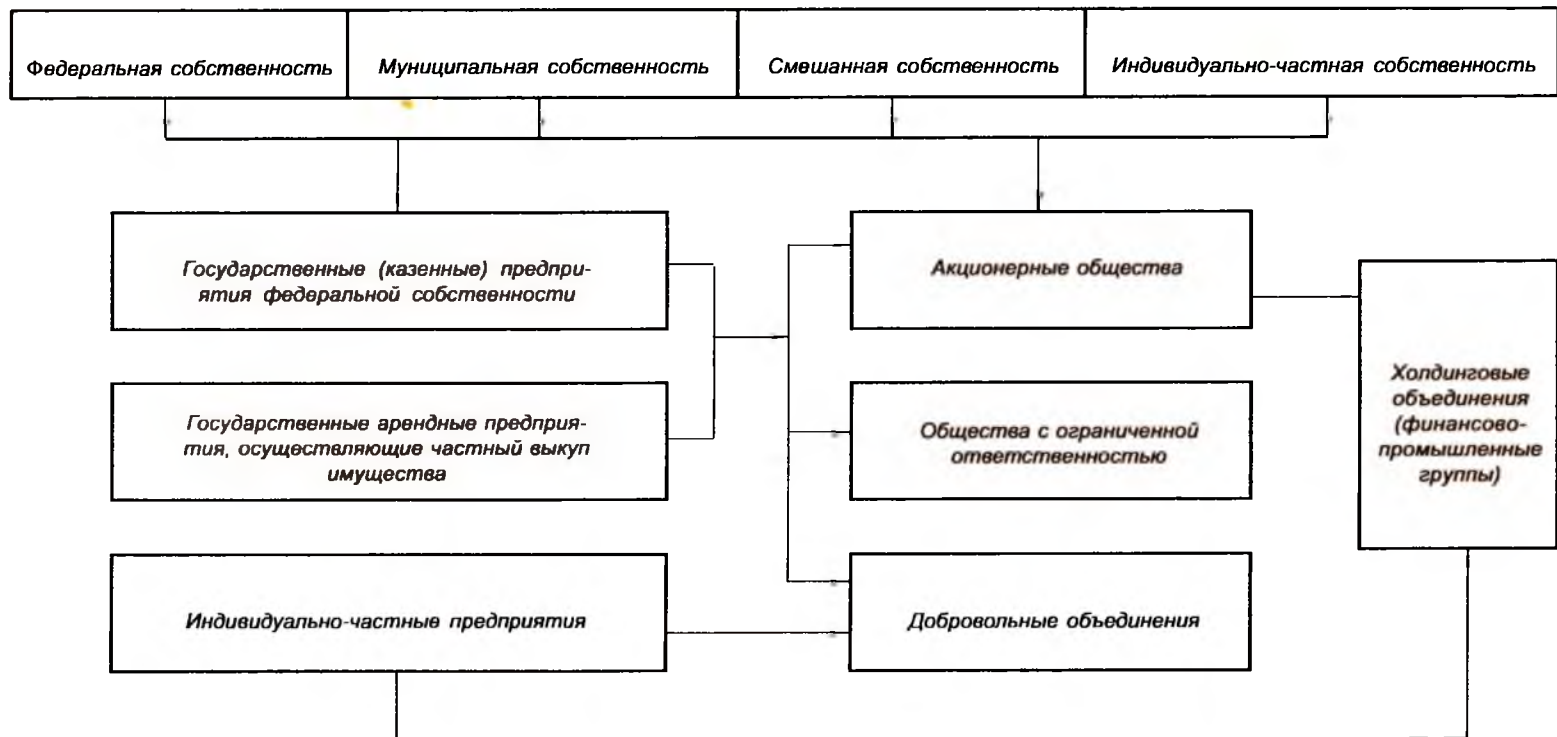 Федеральная собственность
Муниципальная собственность
Смешанная собственность
Индивидуально-частная собственность
Государственные (казенные) предпри-
ятия федеральной собственности
Акционерные общества
Государственные арендные предприя-
тия, осуществляющие частный выкуп
имущества
Общества с ограниченной
ответственностью
Холдинговые
объединения
(финансово-
промышленные
группы)
Индивидуально-частные предприятия
Добровольные объединения